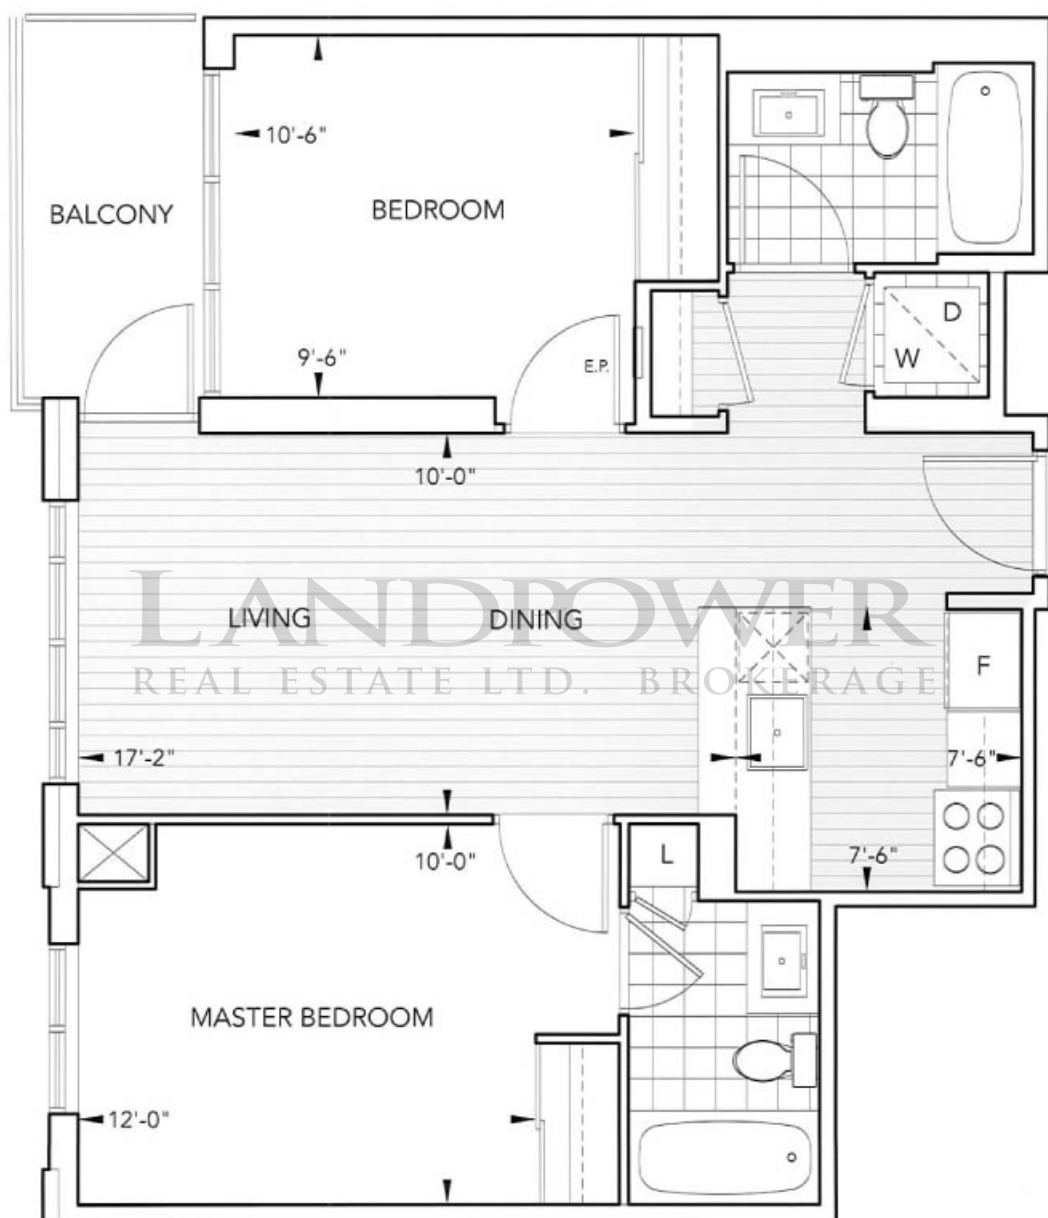 10'-6"
BALCONY
BEDROOM
D
W
9'-6"
E.P.
10'-0"
LANDPOWER
LIVING
DINING
REAL ESTATE LTD. BROKERAGE
F
17'-2"
7'-6"
7'-6"
10'-0"
L
MASTER BEDROOM
12'-0"